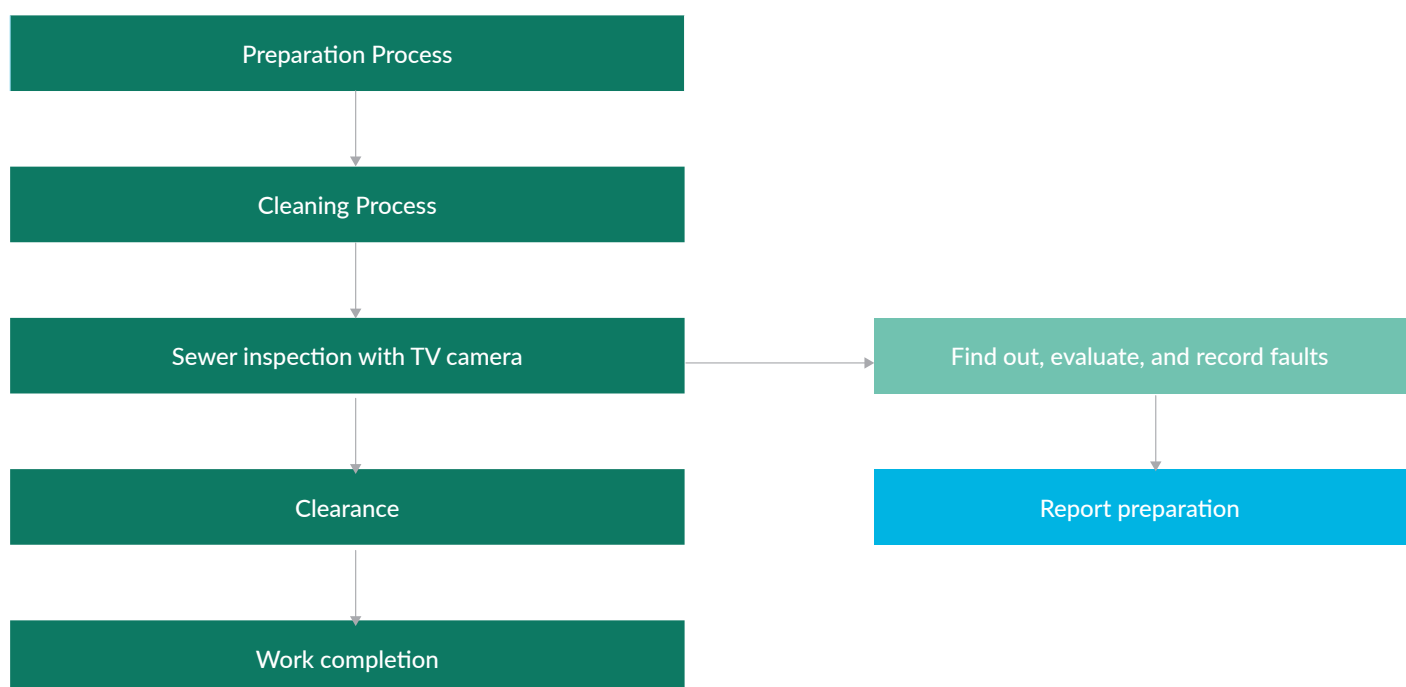 Preparation Process
Cleaning Process
Sewer inspection with TV camera
Find out, evaluate, and record faults
Clearance
Report preparation
Work completion